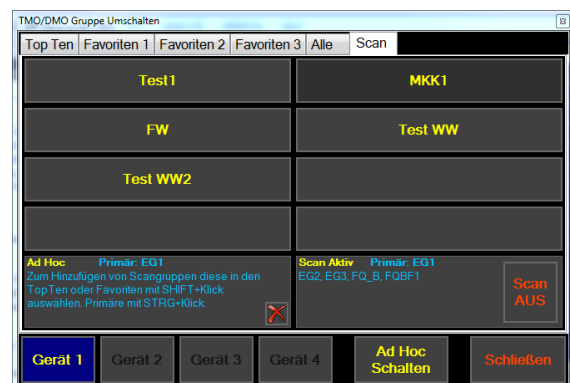 TMO/DMO Gruppe Umschalten
Top Ten Favoriten 1 Favoriten 2 Favoriten 3 Alle Scan
Test1 MKK1
FW Test WW
Test WW2
Ad Hoc Primär: EG1
Zum Hinzufügen von Scangruppen diese in den
TopTen oder Favoriten mit SHIFT+Klick
auswählen. Primäre mit STRG+Klick.
Scan Aktiv Primär: EG1
EG2, EG3, FQ_B, FQBF1
Scan
AUS
Gerät 1 Gerät 2 Gerät 3 Gerät 4 Ad Hoc
Schalten Schließen